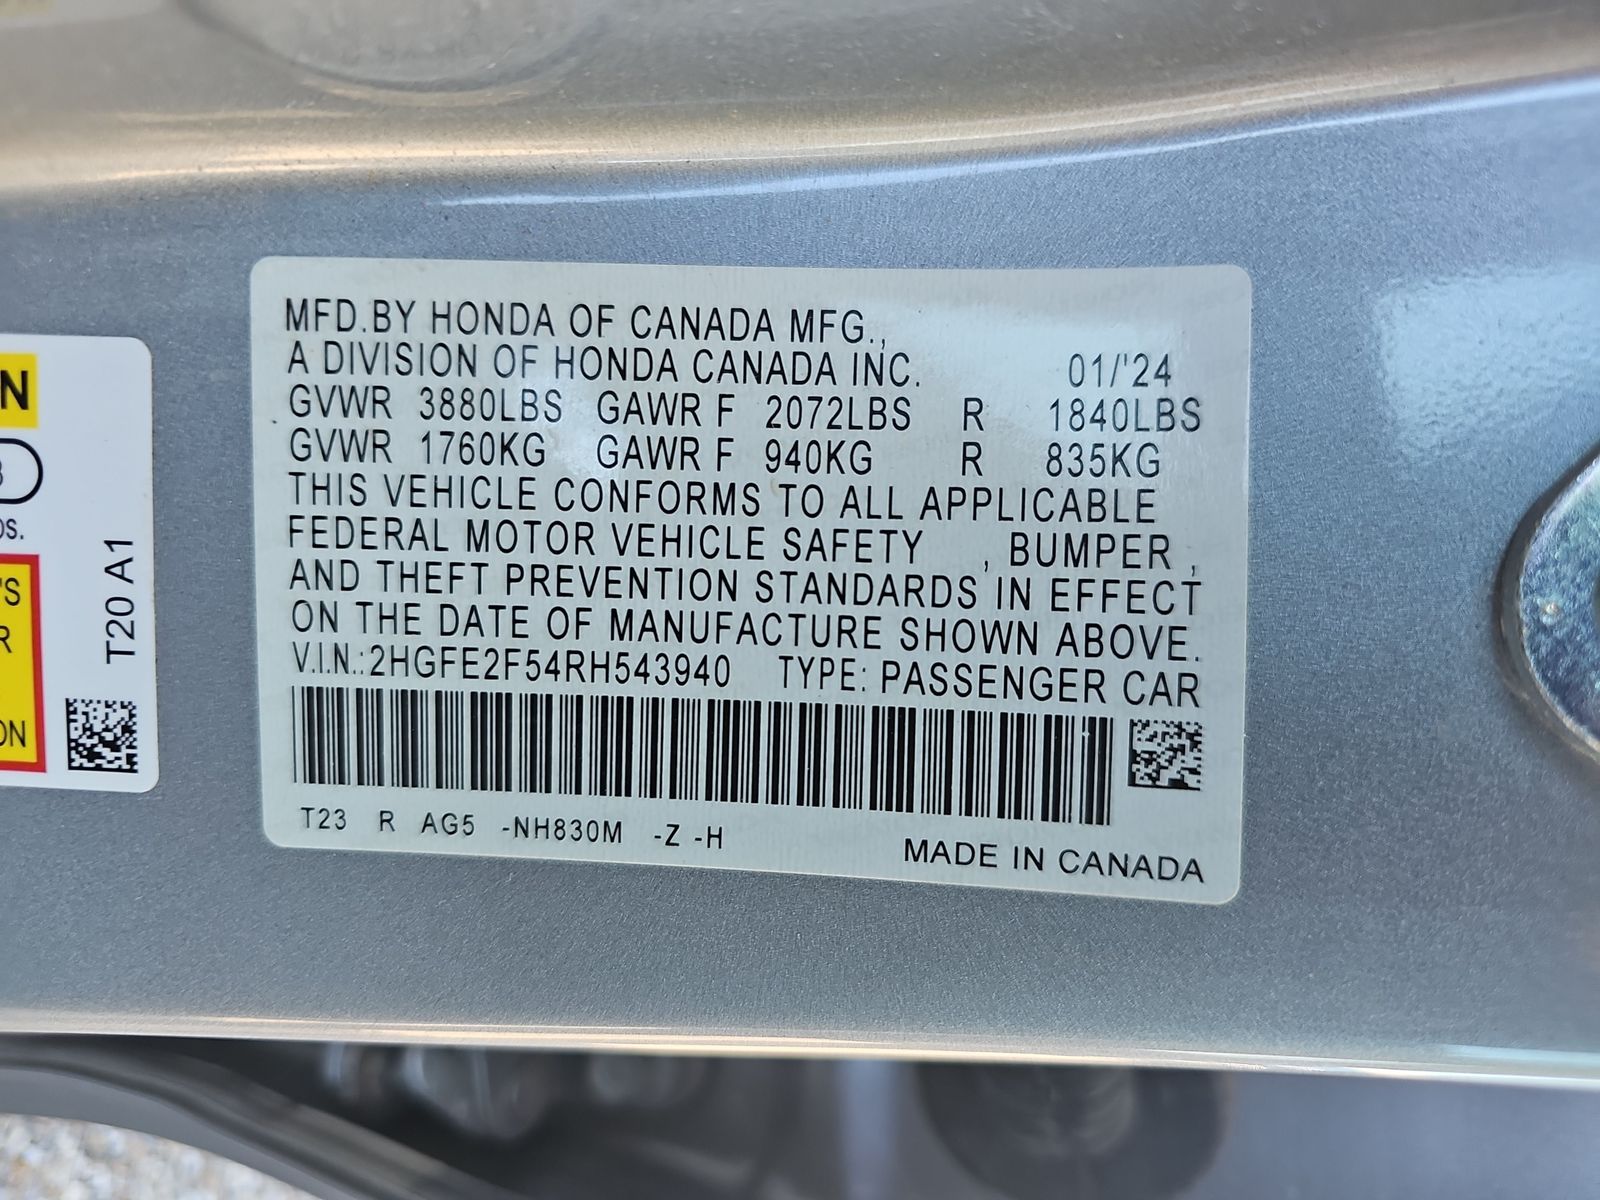 MFD.BY HONDA OF CANADA MFG.,
A DIVISION OF HONDA CANADA INC. 01/'24
GVWR 3880LBS GAWR F 2072LBS R 1840LBS
GVWR 1760KG GAWR F 940KG R 835KG
THIS VEHICLE CONFORMS TO ALL APPLICABLE
FEDERAL MOTOR VEHICLE SAFETY , BUMPER ,
AND THEFT PREVENTION STANDARDS IN EFFECT
ON THE DATE OF MANUFACTURE SHOWN ABOVE.
V.I.N.:2HGFE2F54RH543940 TYPE: PASSENGER CAR
T23 R AG5 -NH830M -Z -H
MADE IN CANADA
T20 A1